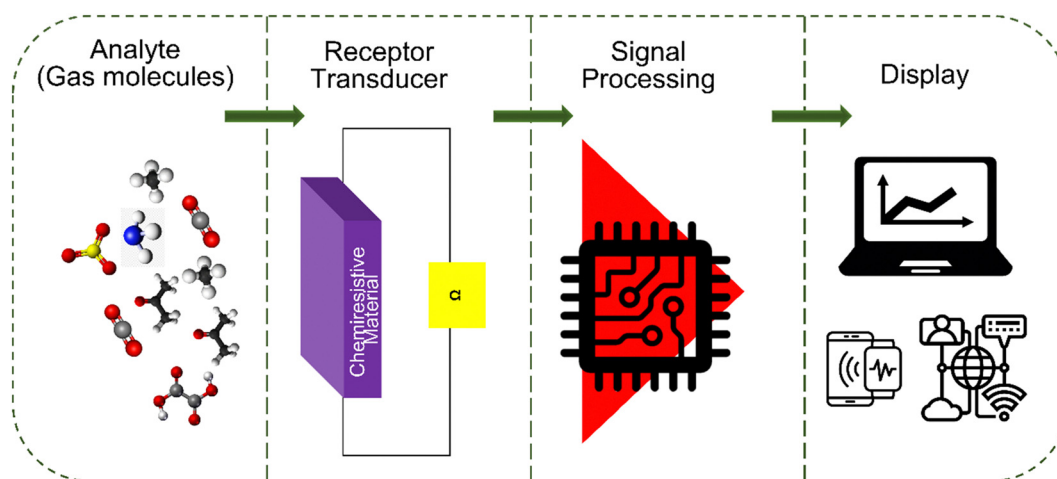 Analyte
(Gas molecules)
Receptor
Transducer
Signal
Processing
Display
Chemiresistive
Material
Ω